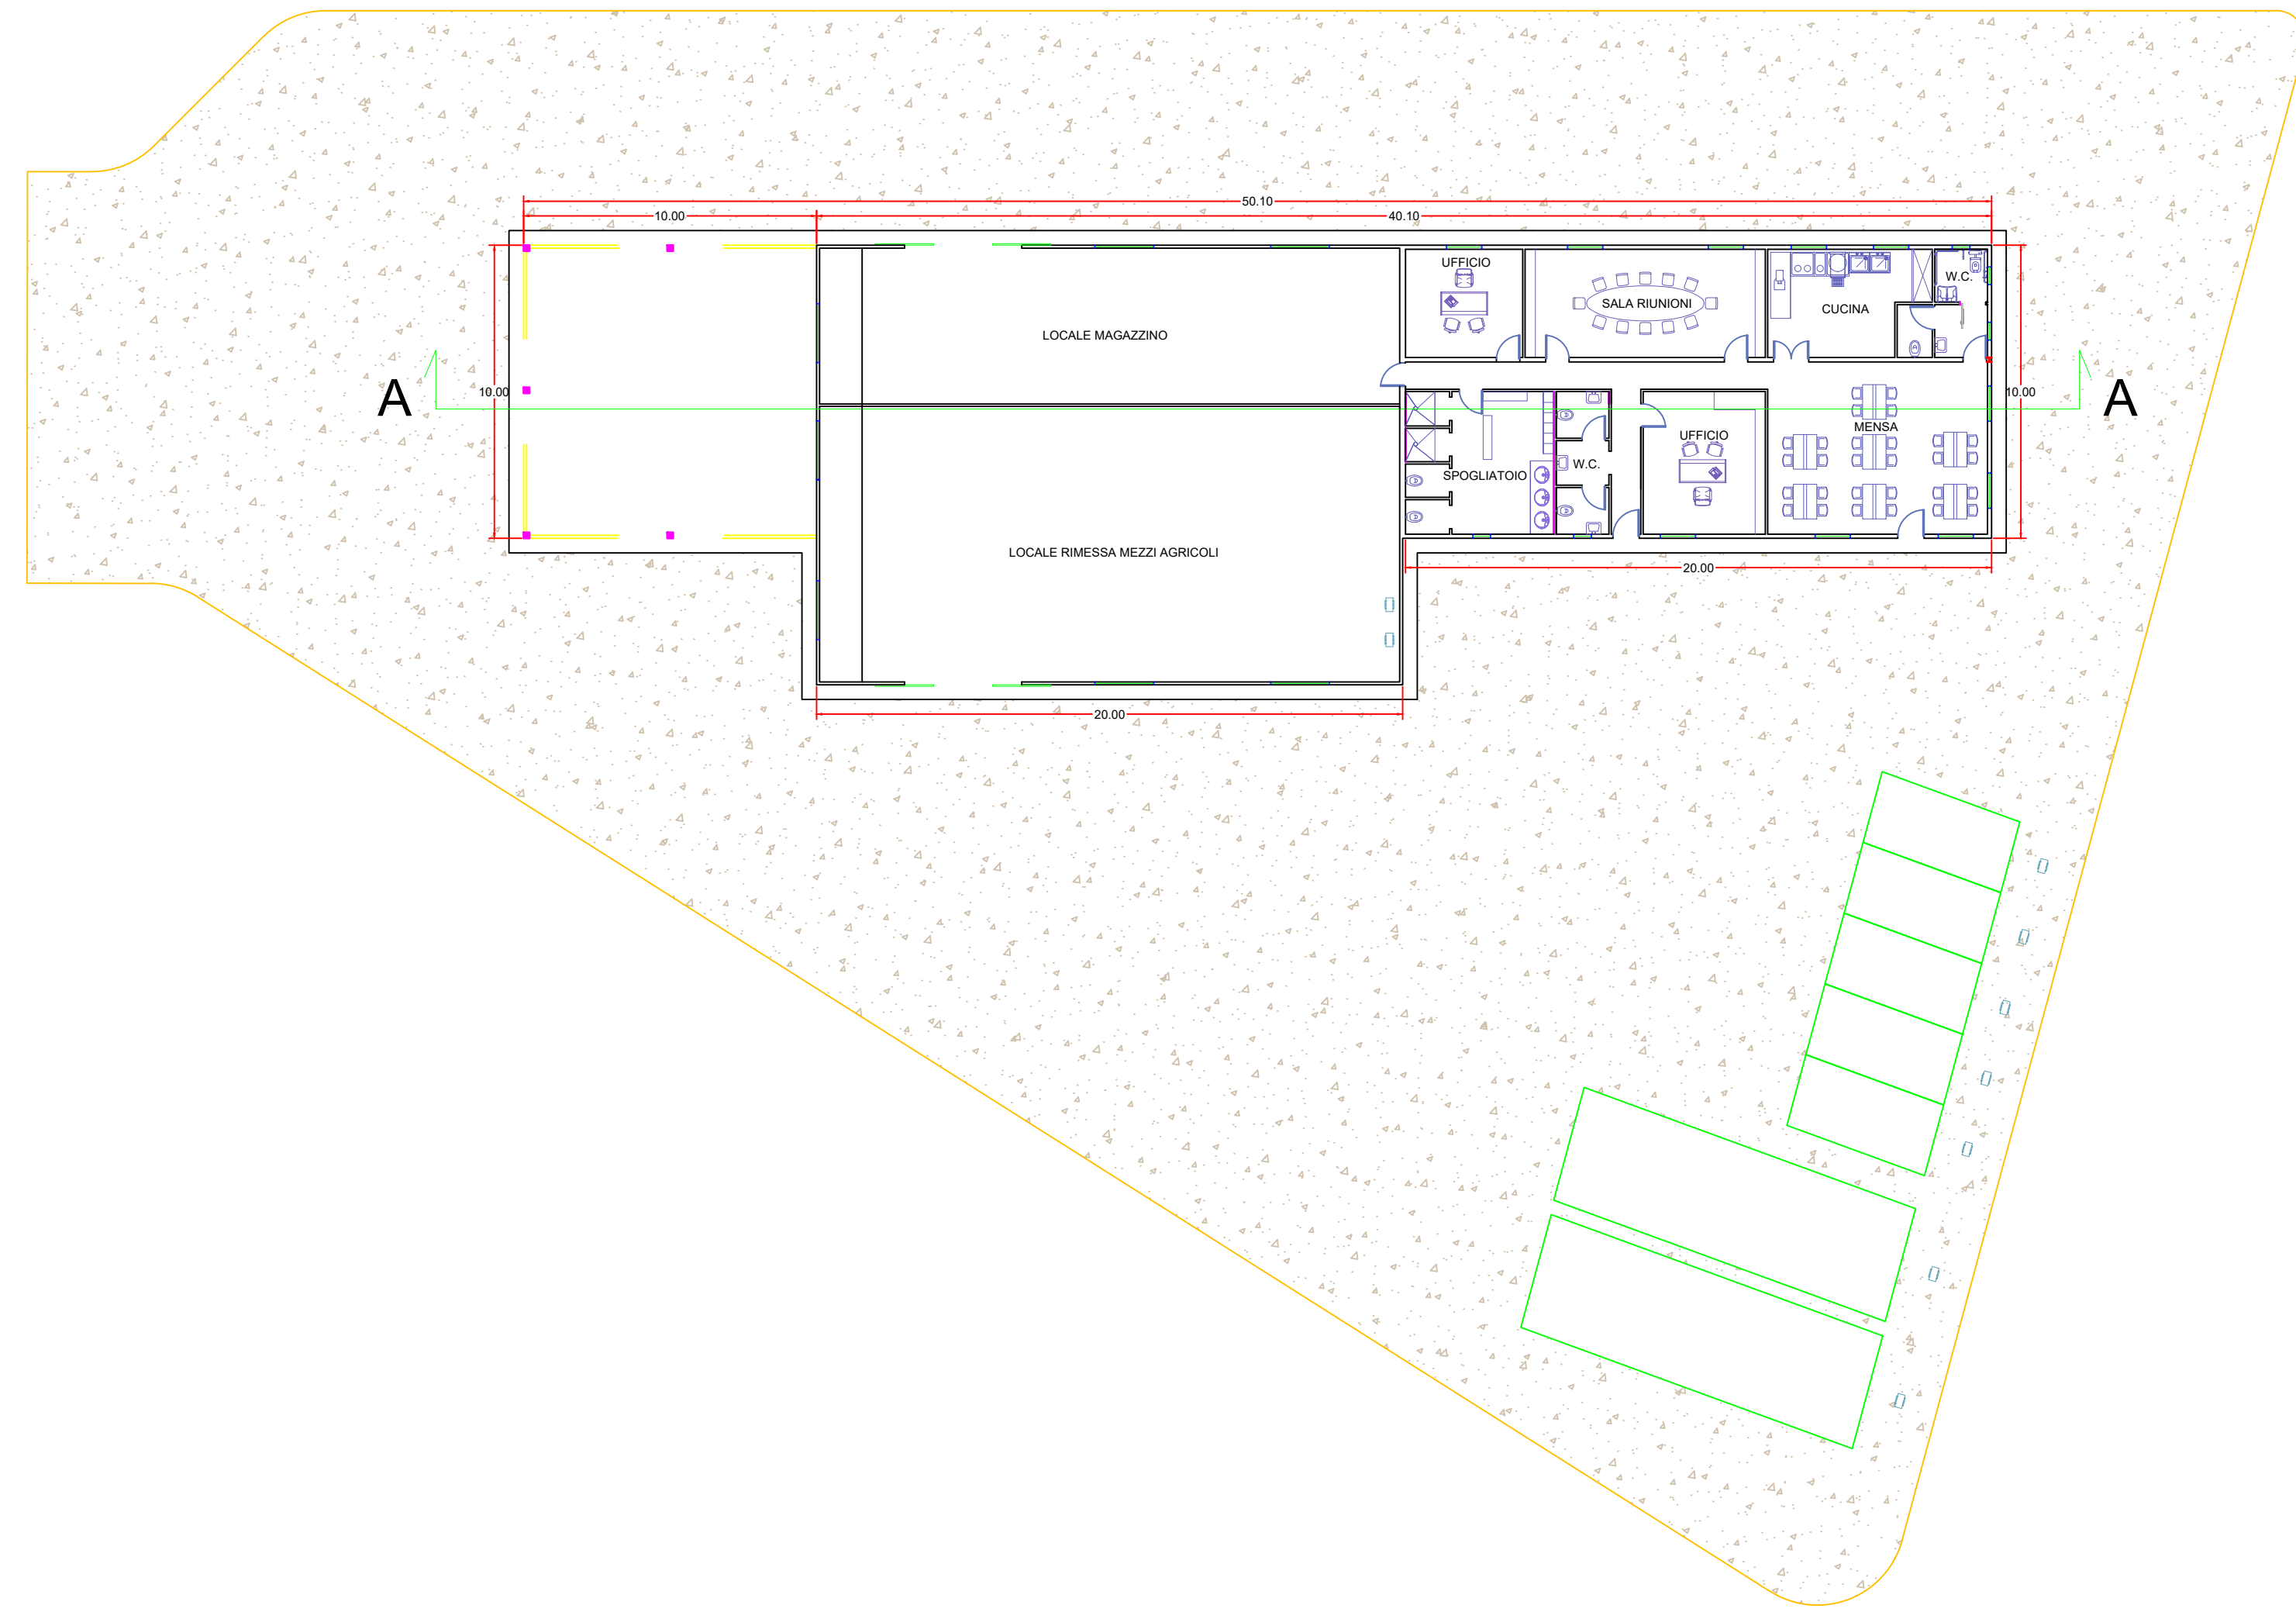 50.10
10.00
40.10
UFFICIO
SALA RIUNIONI
W.C.
CUCINA
LOCALE MAGAZZINO
A
10.00
10.00
A
MENSA
UFFICIO
W.C.
SPOGLIATOIO
LOCALE RIMESSA MEZZI AGRICOLI
20.00
20.00